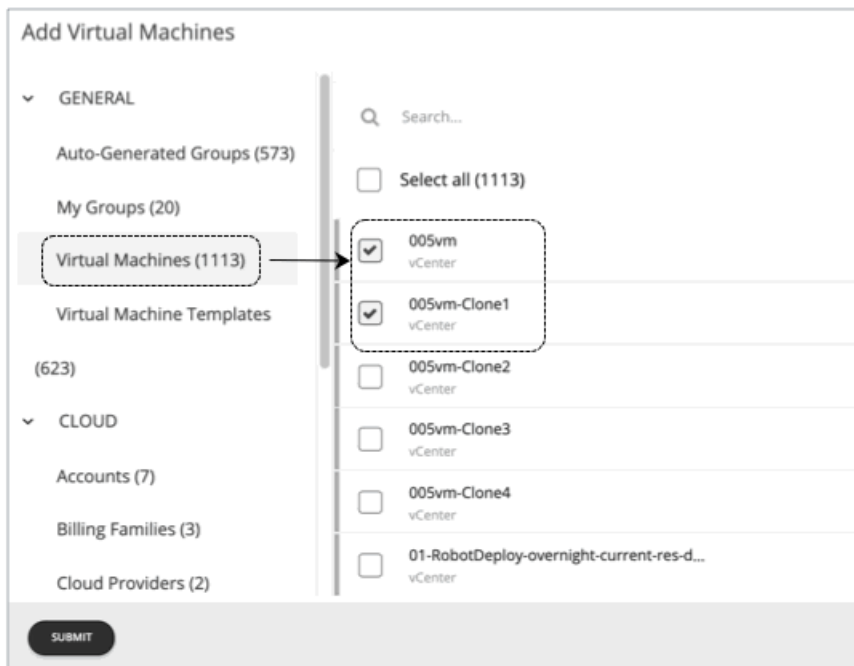 Add Virtual Machines
GENERAL
Auto-Generated Groups (573)
My Groups (20)
Virtual Machines (1113)
Virtual Machine Templates
(623)
CLOUD
Accounts (7)
Billing Families (3)
Cloud Providers (2)
Search...
Select all (1113)
005vm
vCenter
005vm-Clone1
vCenter
005vm-Clone2
vCenter
005vm-Clone3
vCenter
005vm-Clone4
vCenter
01-RobotDeploy-overnight-current-res-d...
vCenter
SUBMIT